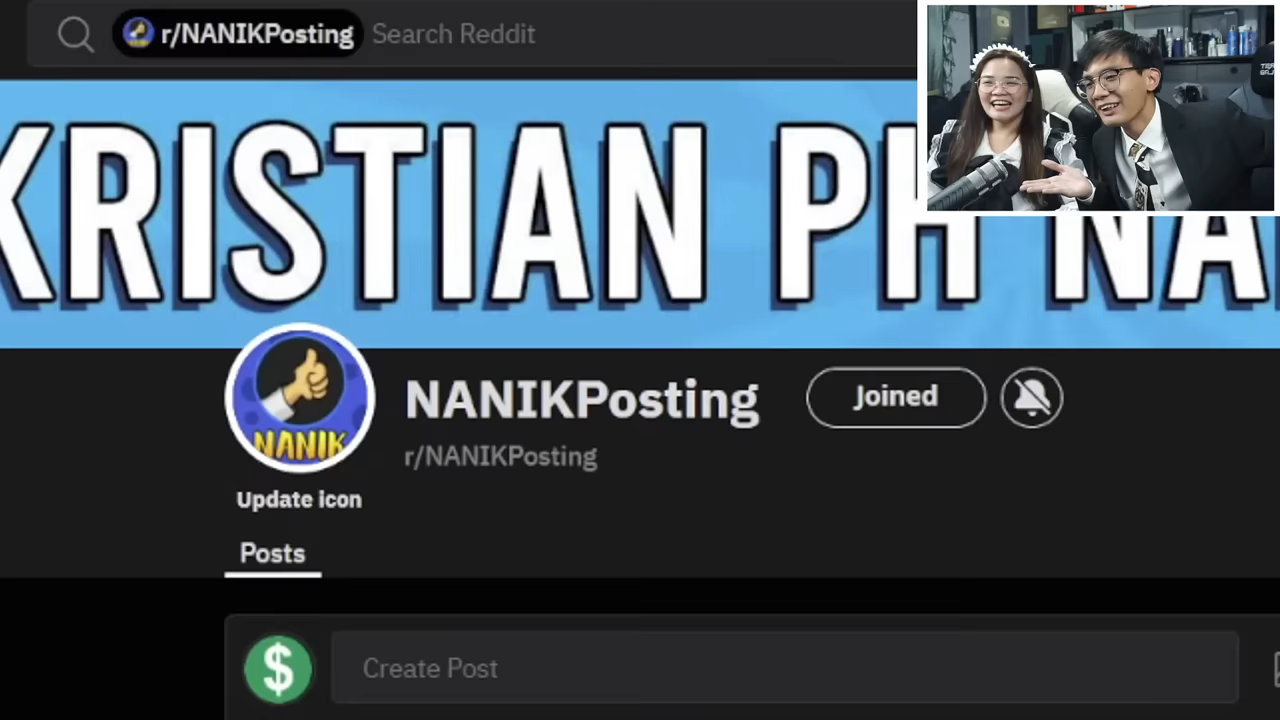 r/NANIKPosting Search Reddit
KRISTIAN PH NA
NANIKPosting
Joined
r/NANIKPosting
NANIK
Update icon
Posts
$
Create Post